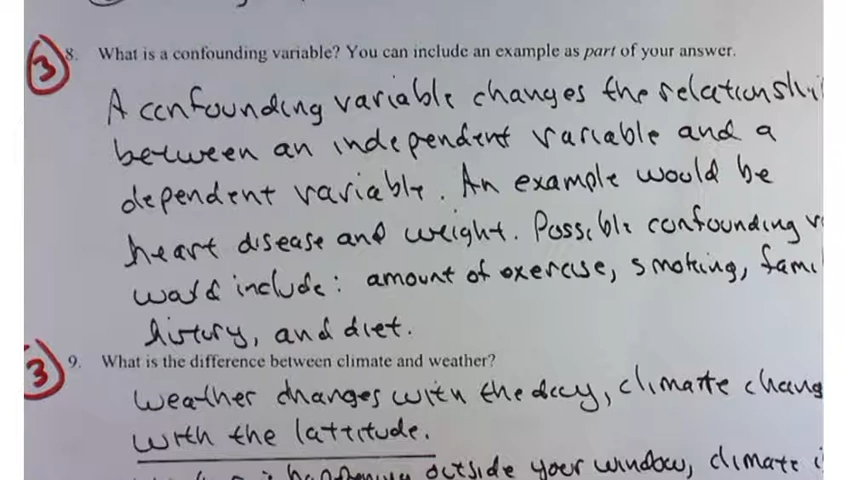 3 8. What is a confounding variable? You can include an example as part of your answer.
A confounding variable changes the relationshi
between an independent variable and a
dependent variable. An example would be
heart disease and weight. Possible confounding v
would include: amount of exercise, smoking, fami
history, and diet.
3 9. What is the difference between climate and weather?
Weather changes with the day, climate chang
with the lattitude.
happening outside your window, climate i